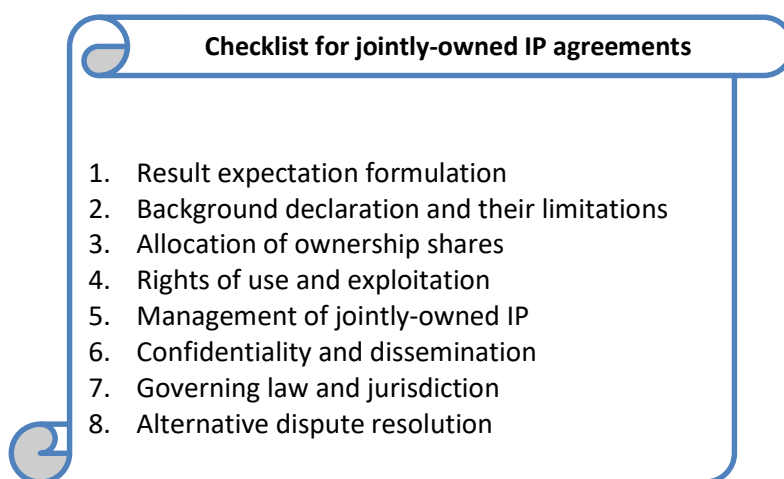 Checklist for jointly-owned IP agreements
1. Result expectation formulation
2. Background declaration and their limitations
3. Allocation of ownership shares
4. Rights of use and exploitation
5. Management of jointly-owned IP
6. Confidentiality and dissemination
7. Governing law and jurisdiction
8. Alternative dispute resolution